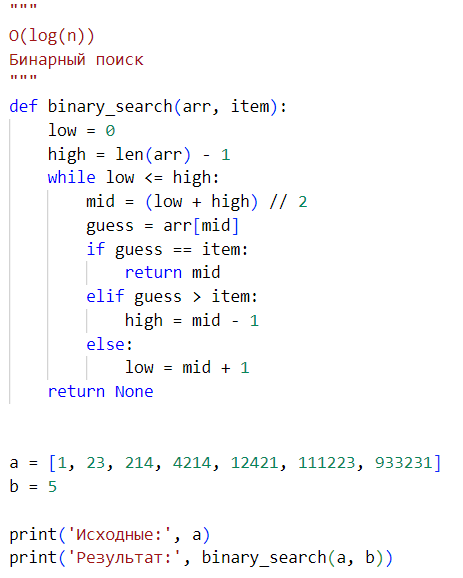 """
O(log(n))
Бинарный поиск
"""
def binary_search(arr, item):
    low = 0
    high = len(arr) - 1
    while low <= high:
        mid = (low + high) // 2
        guess = arr[mid]
        if guess == item:
            return mid
        elif guess > item:
            high = mid - 1
        else:
            low = mid + 1
    return None


a = [1, 23, 214, 4214, 12421, 111223, 933231]
b = 5

print('Исходные:', a)
print('Результат:', binary_search(a, b))